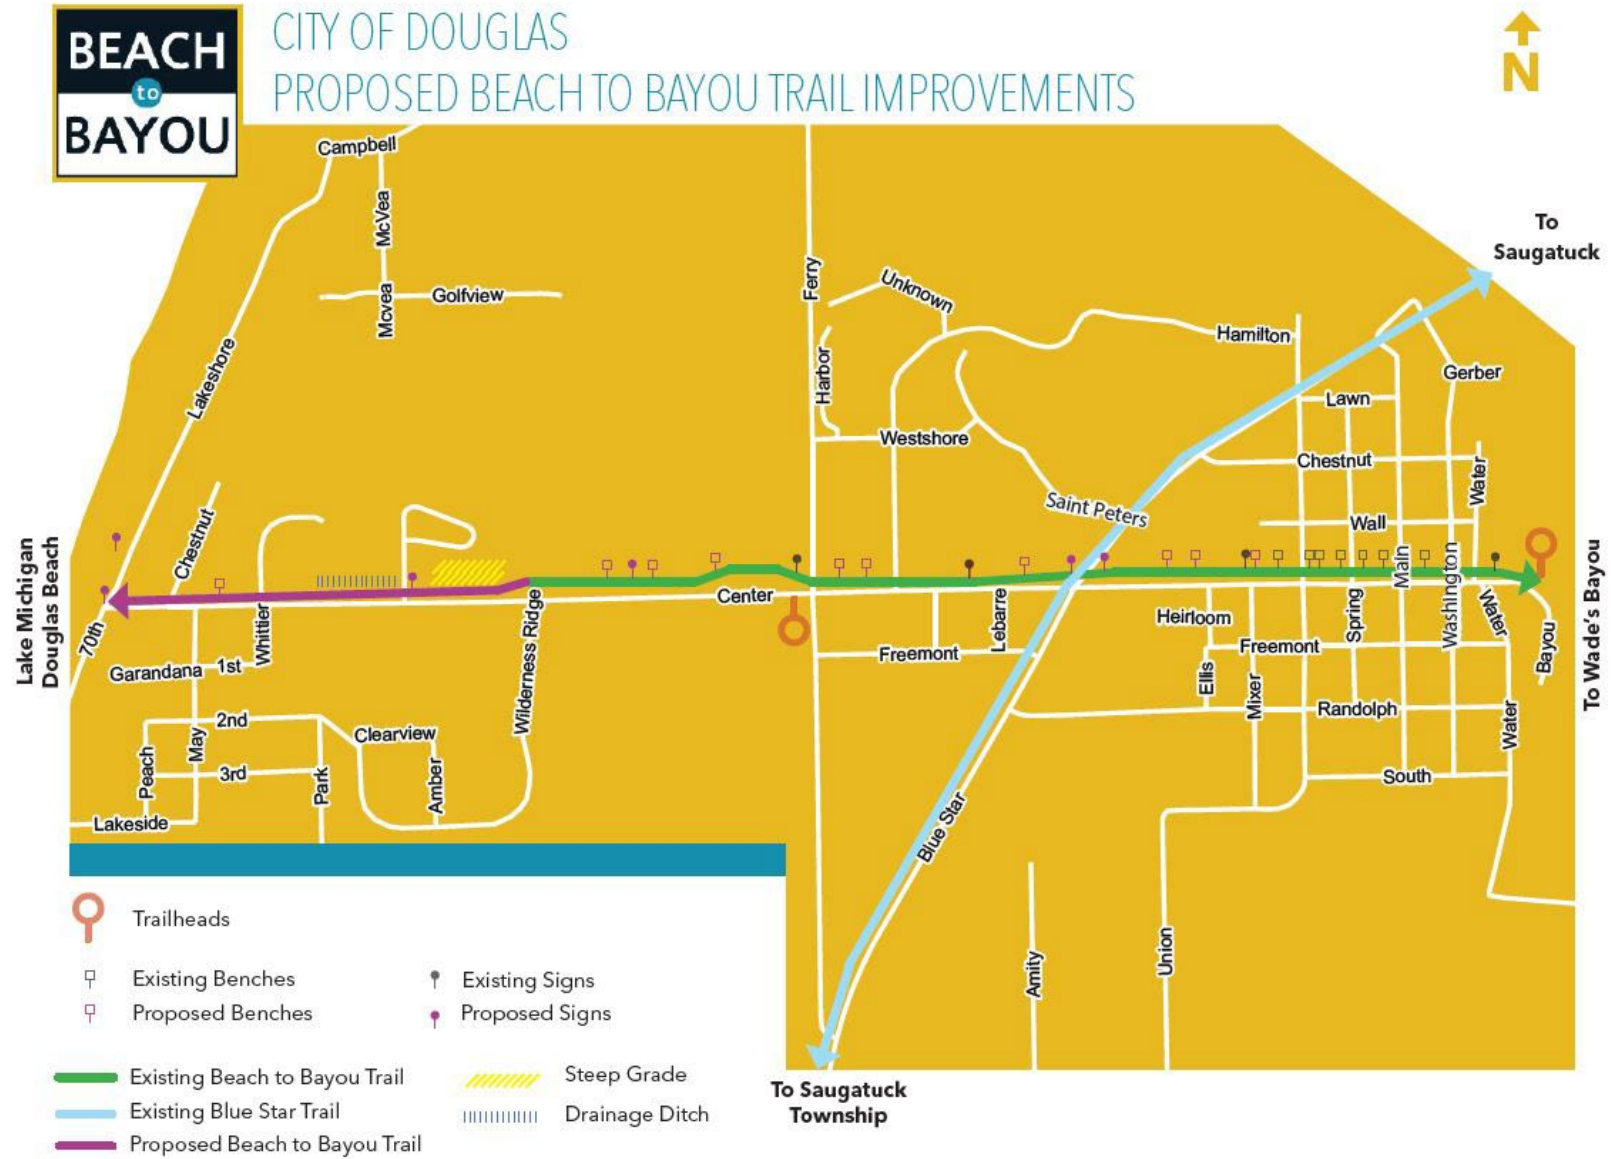 BEACH
to
BAYOU
CITY OF DOUGLAS
PROPOSED BEACH TO BAYOU TRAIL IMPROVEMENTS
N
Campbell
McVea
Mcvea
Golfview
Lakeshore
Ferry
Unknown
Harbor
Hamilton
To
Saugatuck
Gerber
Lawn
Westshore
Chestnut
Water
Saint Peters
Wall
Chestnut
Lake Michigan
Douglas Beach
Main
Washington
To Wade's Bayou
Center
70th
Whittier
Wilderness Ridge
Lebarre
Heirloom
Spring
Water
Bayou
Garandana
1st
Freemont
Freemont
Ellis
Mixer
2nd
May
Clearview
Randolph
Water
Peach
3rd
Park
Amber
South
Lakeside
Blue Star
Amity
Union
Trailheads
Existing Benches
Existing Signs
Proposed Benches
Proposed Signs
Existing Beach to Bayou Trail
Steep Grade
Existing Blue Star Trail
Drainage Ditch
Proposed Beach to Bayou Trail
To Saugatuck
Township